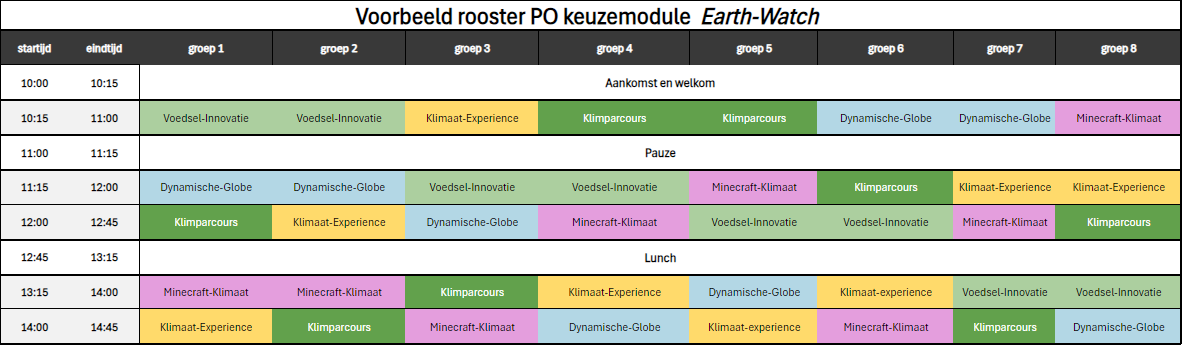 Voorbeeld rooster PO keuzemodule Earth-Watch
startijd eindtijd groep 1 groep 2 groep 3 groep 4 groep 5 groep 6 groep 7 groep 8
10:00 10:15 Aankomst en welkom
10:15 11:00 Voedsel-Innovatie Voedsel-Innovatie Klimaat-Experience Klimparcours Klimparcours Dynamische-Globe Dynamische-Globe Minecraft-Klimaat
11:00 11:15 Pauze
11:15 12:00 Dynamische-Globe Dynamische-Globe Voedsel-Innovatie Voedsel-Innovatie Minecraft-Klimaat Klimparcours Klimaat-Experience Klimaat-Experience
12:00 12:45 Klimparcours Klimaat-Experience Dynamische-Globe Minecraft-Klimaat Voedsel-Innovatie Voedsel-Innovatie Minecraft-Klimaat Klimparcours
12:45 13:15 Lunch
13:15 14:00 Minecraft-Klimaat Minecraft-Klimaat Klimparcours Klimaat-Experience Dynamische-Globe Klimaat-experience Voedsel-Innovatie Voedsel-Innovatie
14:00 14:45 Klimaat-Experience Klimparcours Minecraft-Klimaat Dynamische-Globe Klimaat-experience Minecraft-Klimaat Klimparcours Dynamische-Globe